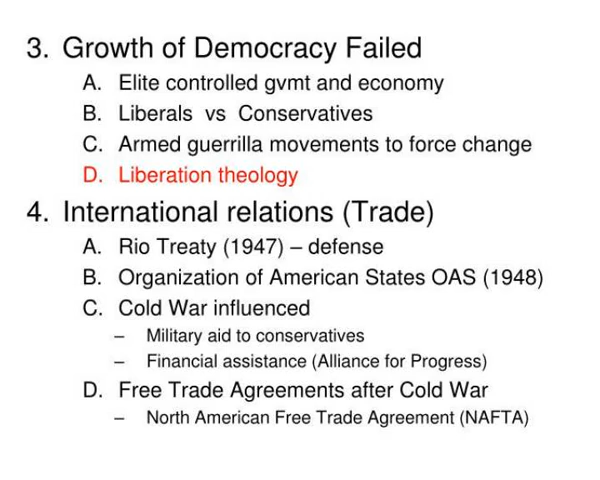 3. Growth of Democracy Failed
A. Elite controlled gvmt and economy
B. Liberals vs Conservatives
C. Armed guerrilla movements to force change
D. Liberation theology
4. International relations (Trade)
A. Rio Treaty (1947) – defense
B. Organization of American States OAS (1948)
C. Cold War influenced
– Military aid to conservatives
– Financial assistance (Alliance for Progress)
D. Free Trade Agreements after Cold War
– North American Free Trade Agreement (NAFTA)